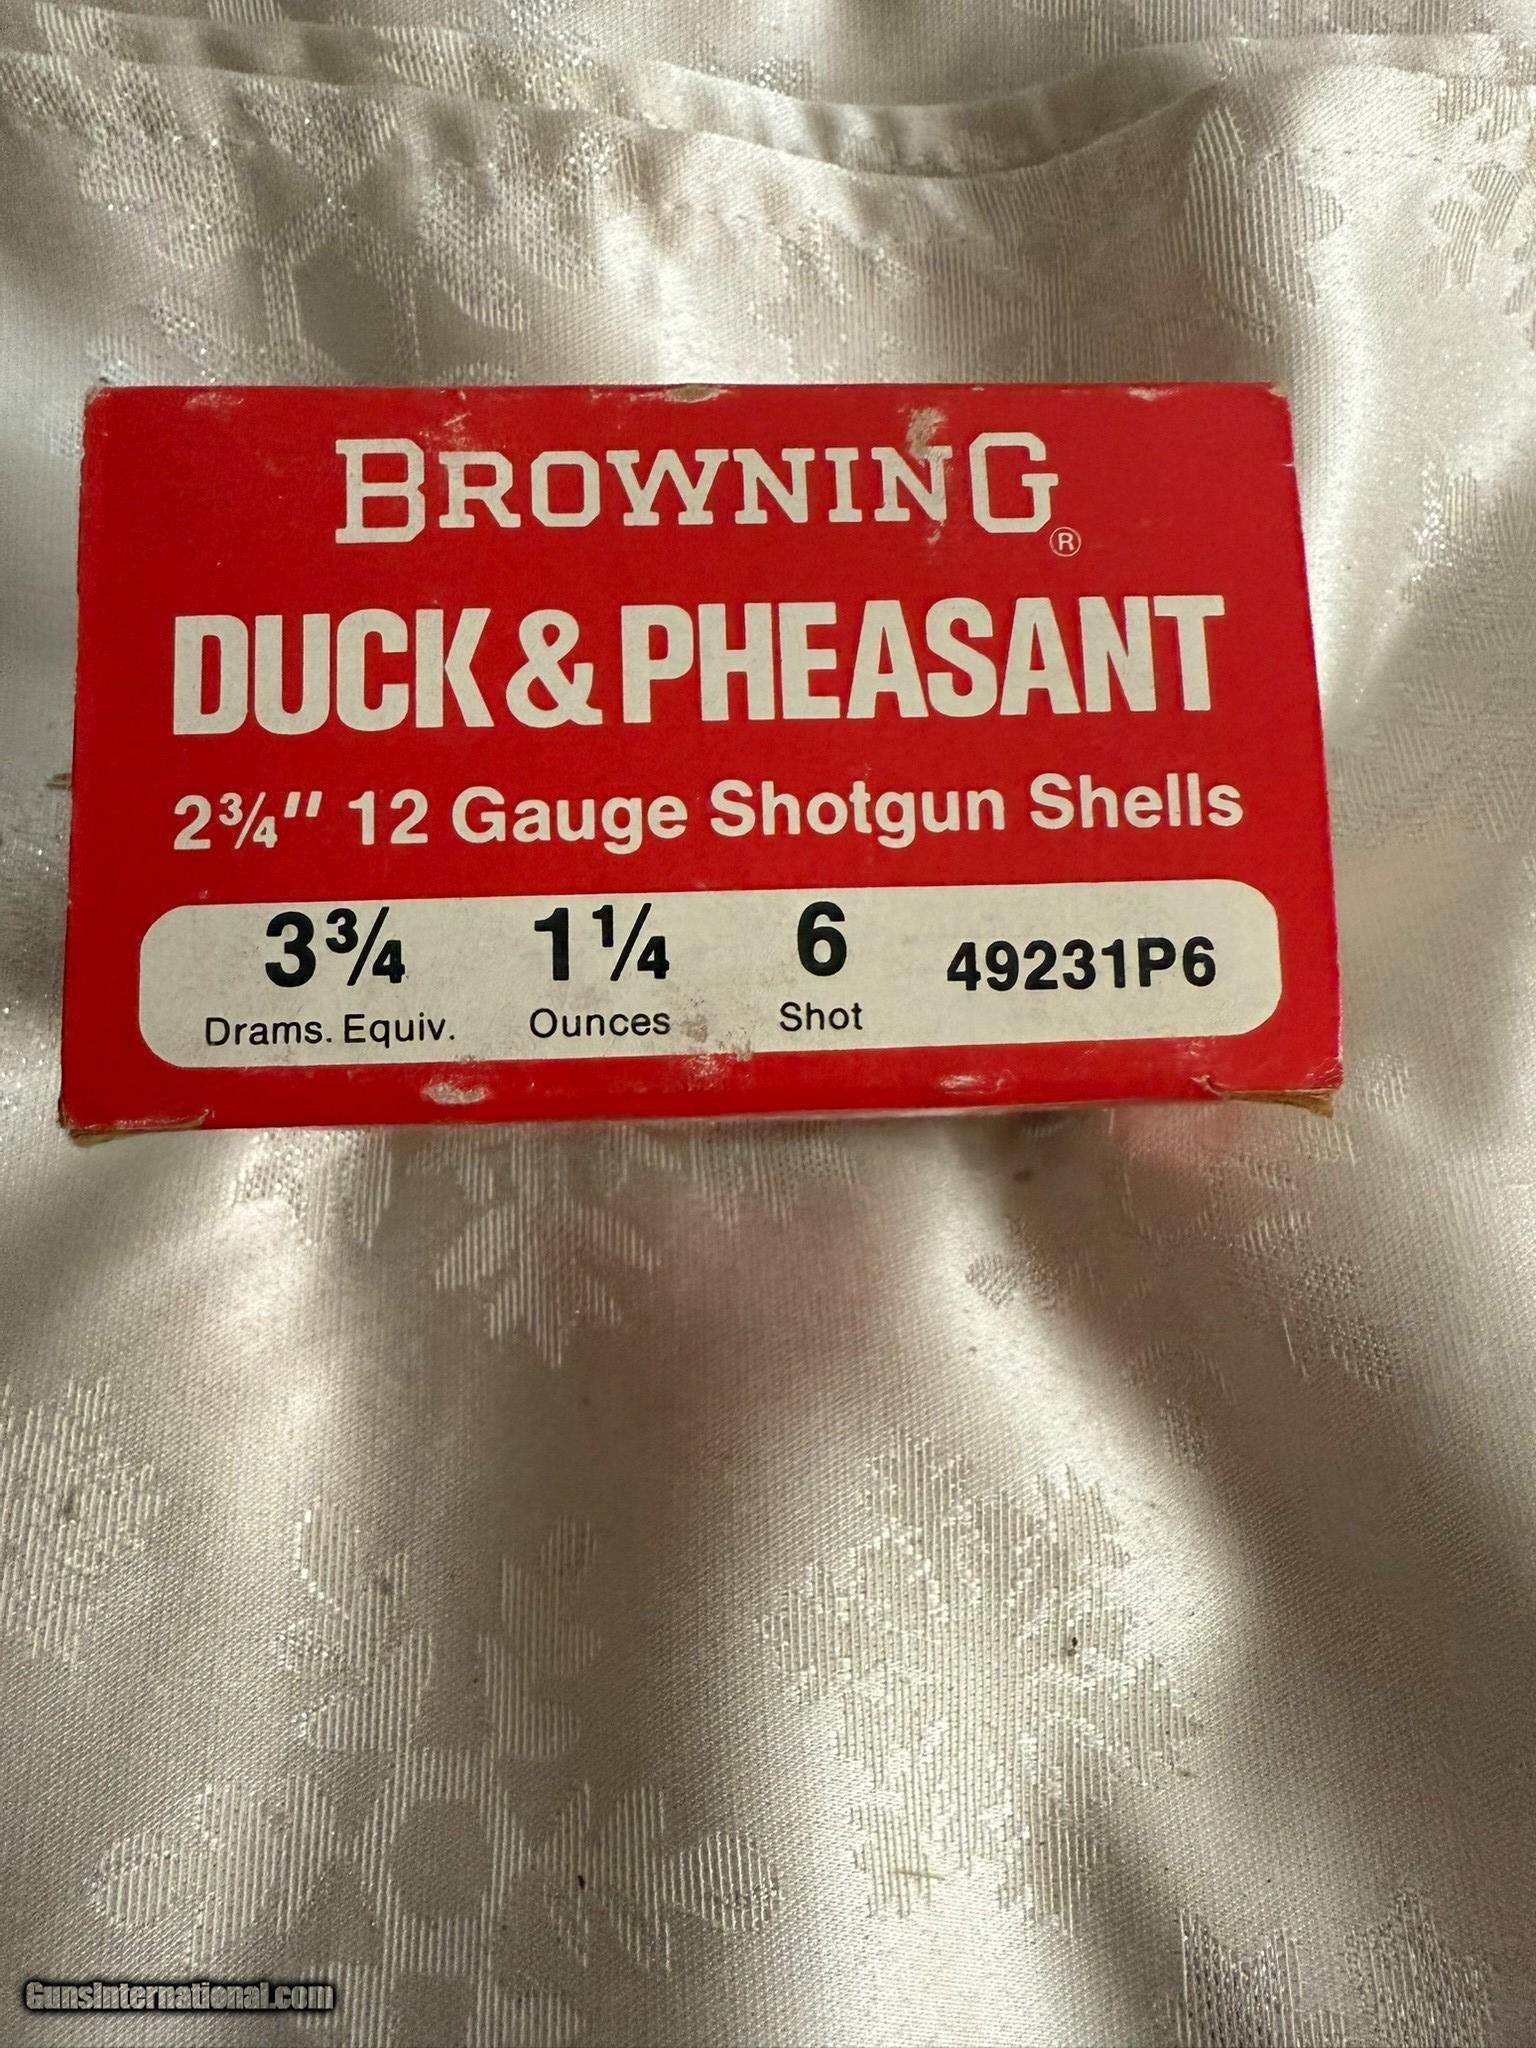 BROWNING®
DUCK & PHEASANT
2¾" 12 Gauge Shotgun Shells
3¾ 1¼ 6 49231P6
Drams. Equiv. Ounces Shot
GunsInternational.com